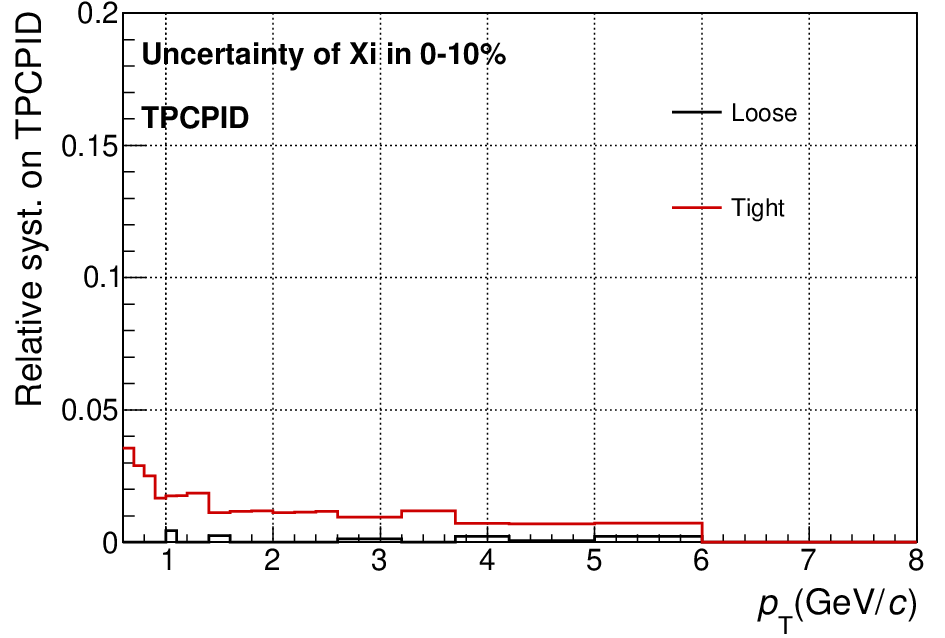 0.2
0.15
0.1
0.05
0
Relative syst. on TPCPID
Uncertainty of Xi in 0-10%
TPCPID
Loose
Tight
1 2 3 4 5 6 7 8
p_T(GeV/c)